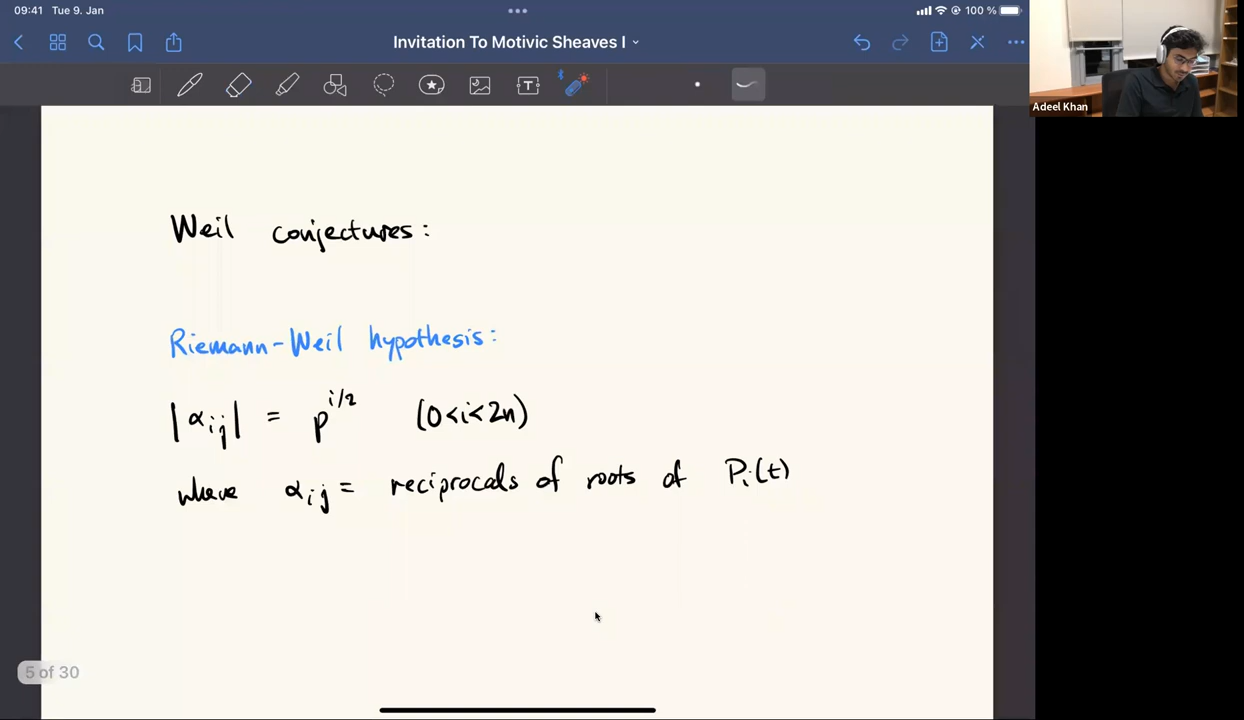 09:41 Tue 9. Jan
100 %
Invitation To Motivic Sheaves I
Adeel Khan
Weil conjectures:
Riemann-Weil hypothesis:
|α_ij| = p^{i/2} (0<i<2n)
where α_ij = reciprocals of roots of P_i(t)
5 of 30